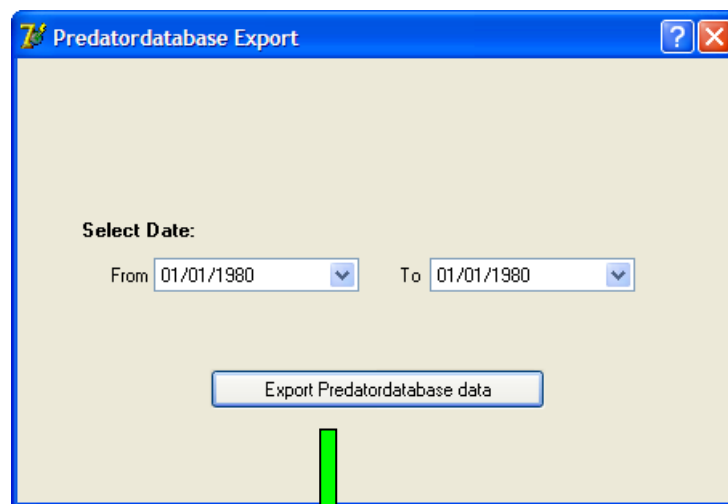 Predatordatabase Export
Select Date:
From 01/01/1980 To 01/01/1980
Export Predatordatabase data